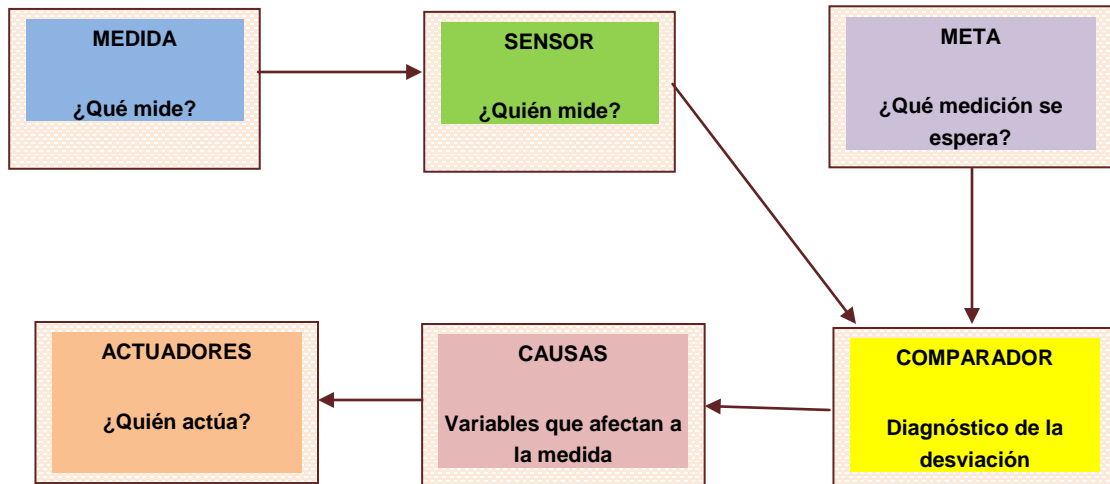 MEDIDA
¿Qué mide?
SENSOR
¿Quién mide?
META
¿Qué medición se
espera?
ACTUADORES
¿Quién actúa?
CAUSAS
Variables que afectan a
la medida
COMPARADOR
Diagnóstico de la
desviación